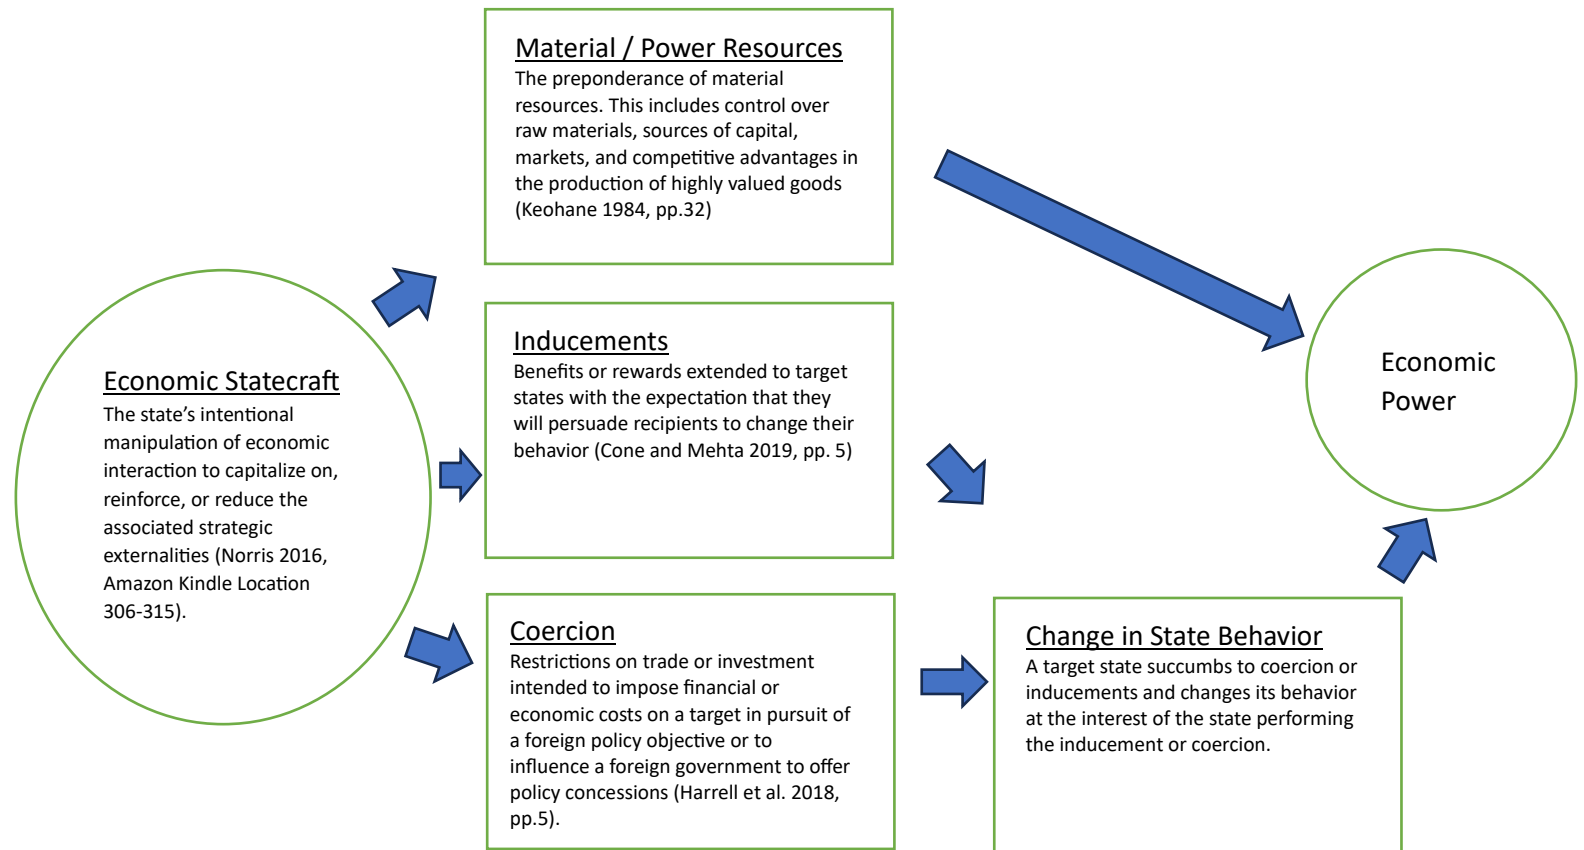 Material / Power Resources
The preponderance of material
resources. This includes control over
raw materials, sources of capital,
markets, and competitive advantages in
the production of highly valued goods
(Keohane 1984, pp.32)
Economic Statecraft
The state’s intentional
manipulation of economic
interaction to capitalize on,
reinforce, or reduce the
associated strategic
externalities (Norris 2016,
Amazon Kindle Location
306-315).
Inducements
Benefits or rewards extended to target
states with the expectation that they
will persuade recipients to change their
behavior (Cone and Mehta 2019, pp. 5)
Coercion
Restrictions on trade or investment
intended to impose financial or
economic costs on a target in pursuit of
a foreign policy objective or to
influence a foreign government to offer
policy concessions (Harrell et al. 2018,
pp.5).
Change in State Behavior
A target state succumbs to coercion or
inducements and changes its behavior
at the interest of the state performing
the inducement or coercion.
Economic
Power